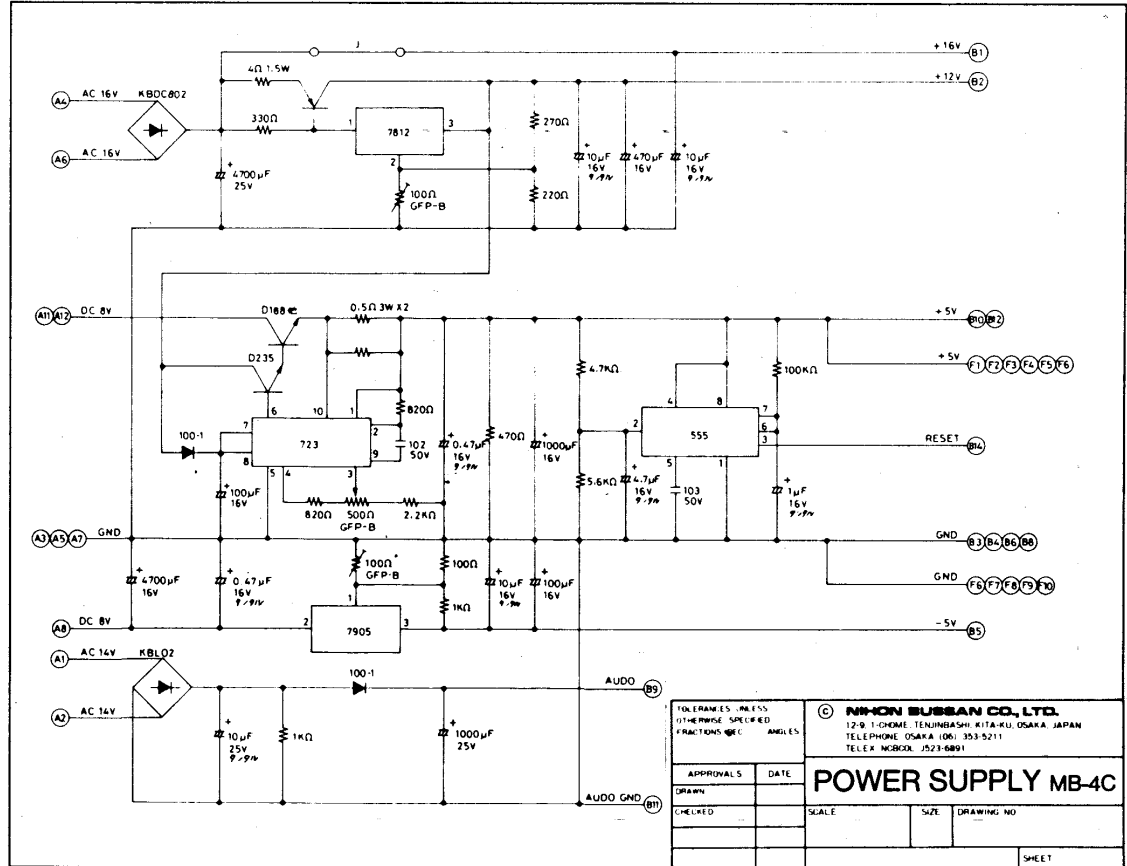 J
+16V B1
4Ω 1.5W
+12V B2
A4 AC 16V KBDC802
330Ω
1 7812 3
2
270Ω
A6 AC 16V
+ 4700µF 25V
100Ω GFP-B
220Ω
+ 10µF 16V
+ 470µF 16V
+ 10µF 16V
A11 A12 DC 8V
D188
0.5Ω 3W X2
+5V B10 B12
D235
+5V F1 F2 F3 F4 F5 F6
4.7KΩ
100KΩ
6 10 1
820Ω
4 8
7 723 2
8 9
5 4 3
100-1
102 50V
+ 0.47µF 16V
470Ω
+ 1000µF 16V
2 555 7
6
3
5 1
RESET B14
+ 100µF 16V
820Ω 500Ω GFP-B 2.2KΩ
5.6KΩ
+ 4.7µF 16V
103 50V
+ 1µF 16V
A3 A5 A7 GND
GND B3 B4 B6 B8
+ 4700µF 16V
+ 0.47µF 16V
100Ω GFP-B
100Ω
1KΩ
+ 10µF 16V
+ 100µF 16V
GND F6 F7 F8 F9 F10
A8 DC 8V
1
2 7905 3
-5V B5
A1 AC 14V KBL02
100-1
AUDO B9
A2 AC 14V
+ 10µF 25V
1KΩ
+ 1000µF 25V
AUDO GND B11
TOLERANCES UNLESS
OTHERWISE SPECIFIED
FRACTIONS DEC ANGLES
© NIHON BUSSAN CO., LTD.
12-9, 1-CHOME, TENJINBASHI, KITA-KU, OSAKA, JAPAN
TELEPHONE OSAKA (06) 353-5211
TELEX NCBCOL J523-6891
APPROVALS DATE
DRAWN
CHECKED
POWER SUPPLY MB-4C
SCALE SIZE DRAWING NO
SHEET